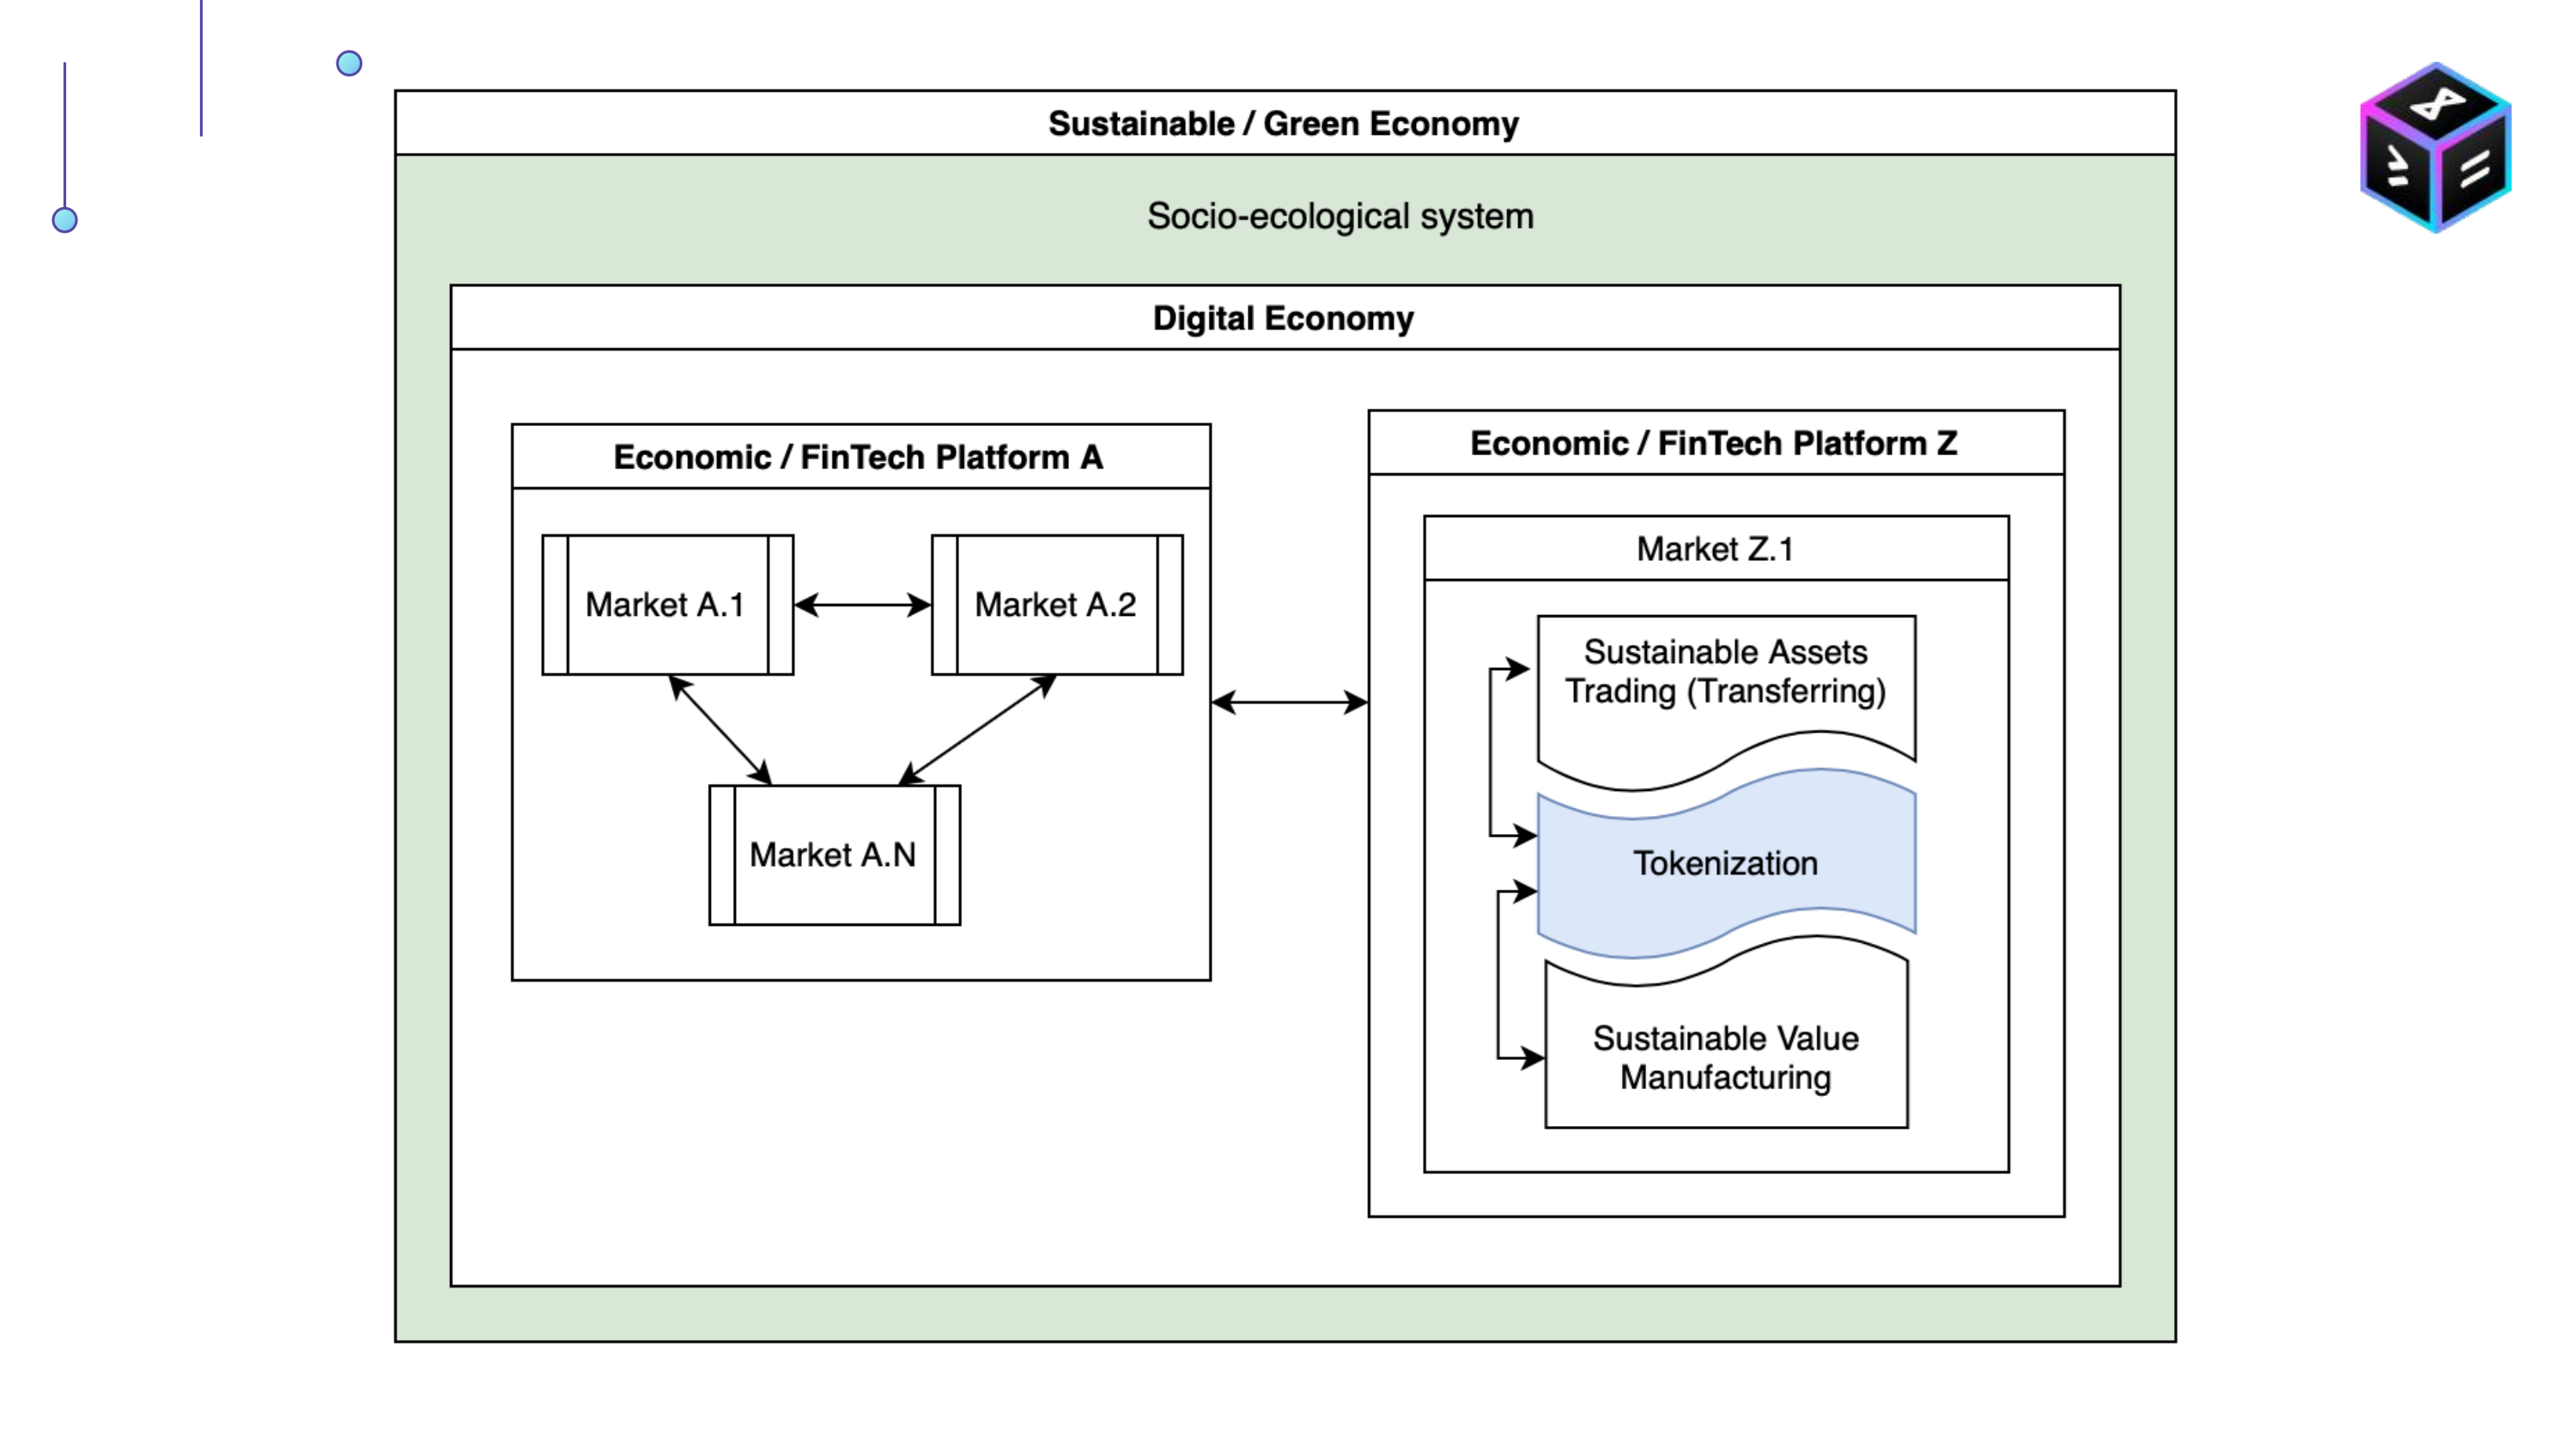 Sustainable / Green Economy
Socio-ecological system
Digital Economy
Economic / FinTech Platform A
Market A.1
Market A.2
Market A.N
Economic / FinTech Platform Z
Market Z.1
Sustainable Assets
Trading (Transferring)
Tokenization
Sustainable Value
Manufacturing